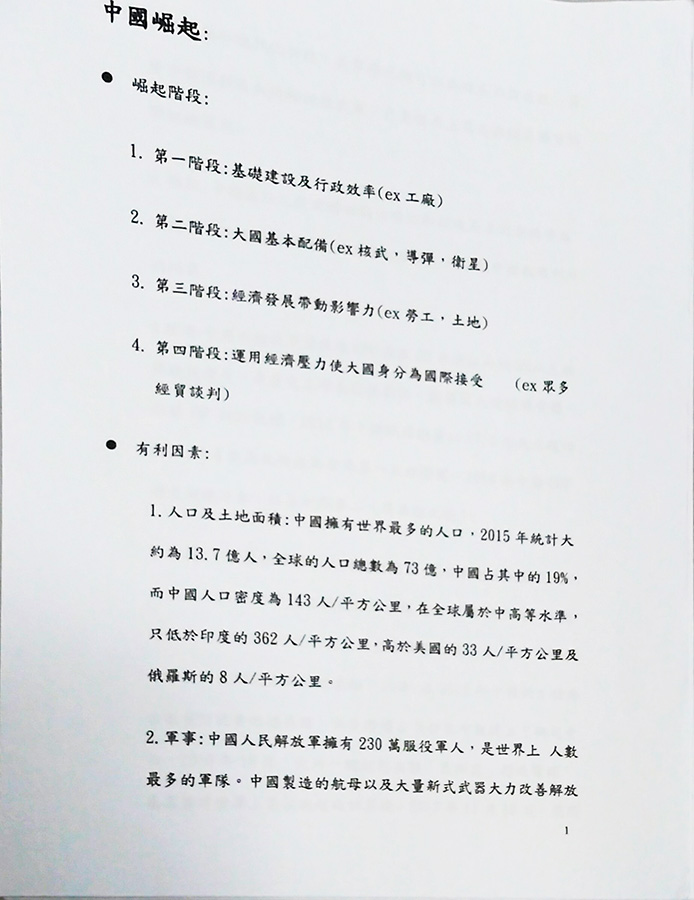 中國崛起:
● 崛起階段:
1. 第一階段:基礎建設及行政效率(ex 工廠)
2. 第二階段:大國基本配備(ex 核武，導彈，衛星)
3. 第三階段:經濟發展帶動影響力(ex 勞工，土地)
4. 第四階段:運用經濟壓力使大國身分為國際接受　(ex 眾多
經貿談判)
● 有利因素:
1. 人口及土地面積:中國擁有世界最多的人口，2015 年統計大
約為 13.7 億人，全球的人口總數為 73 億，中國占其中的 19%，
而中國人口密度為 143 人/平方公里，在全球屬於中高等水準，
只低於印度的 362 人/平方公里，高於美國的 33 人/平方公里及
俄羅斯的 8 人/平方公里。
2. 軍事:中國人民解放軍擁有 230 萬服役軍人，是世界上 人數
最多的軍隊。中國製造的航母以及大量新式武器大力改善解放
1